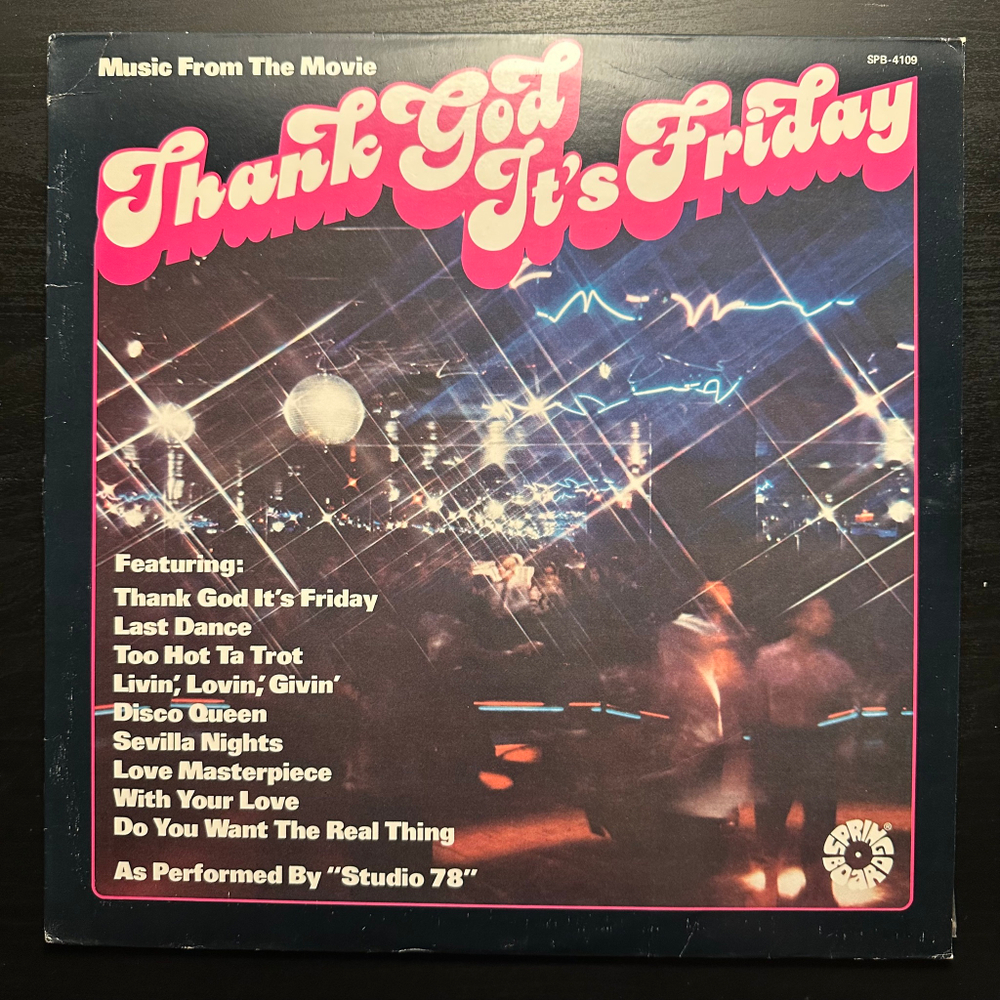 Music From The Movie
SPB-4109
Thank God
It's Friday
Featuring:
Thank God It's Friday
Last Dance
Too Hot Ta Trot
Livin', Lovin', Givin'
Disco Queen
Sevilla Nights
Love Masterpiece
With Your Love
Do You Want The Real Thing
As Performed By "Studio 78"
SPRING
BOARD
®